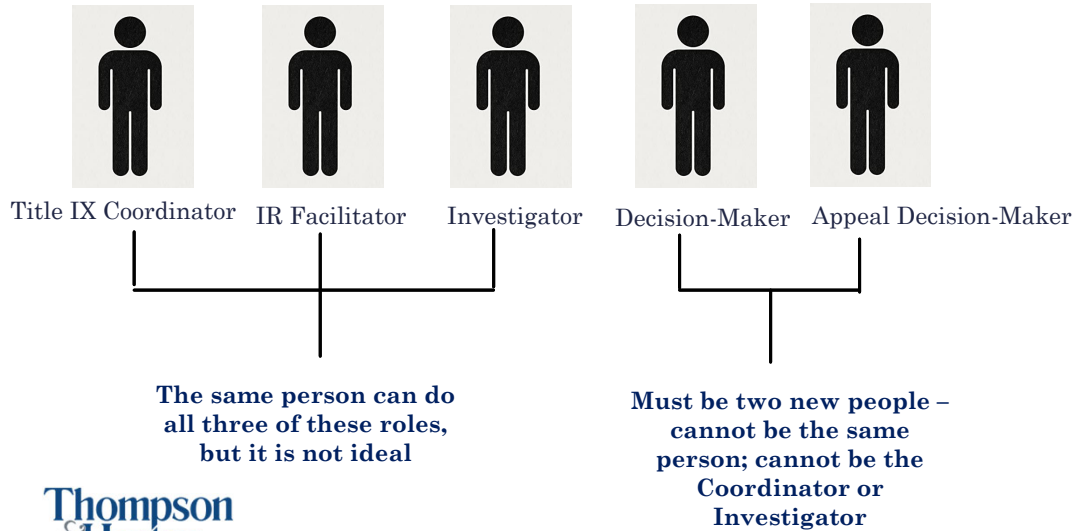 Title IX Coordinator
IR Facilitator
Investigator
Decision-Maker
Appeal Decision-Maker
The same person can do
all three of these roles,
but it is not ideal
Must be two new people –
cannot be the same
person; cannot be the
Coordinator or
Investigator
Thompson